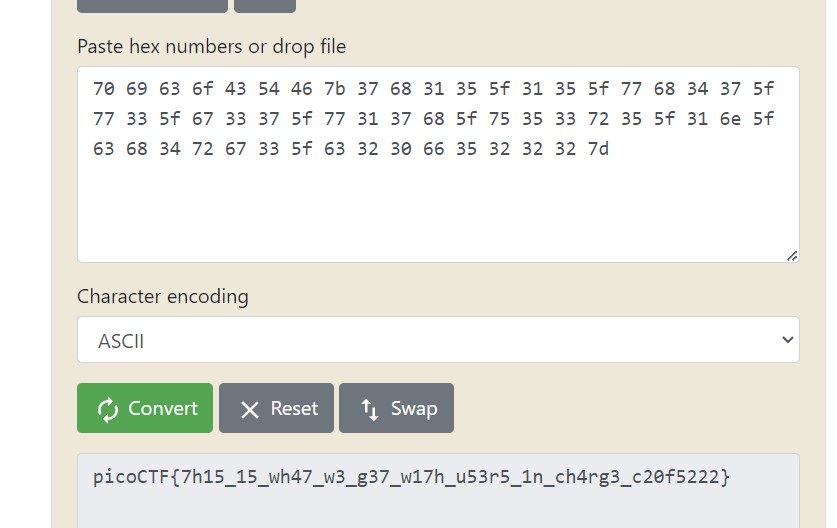 Paste hex numbers or drop file
70 69 63 6f 43 54 46 7b 37 68 31 35 5f 31 35 5f 77 68 34 37 5f
77 33 5f 67 33 37 5f 77 31 37 68 5f 75 35 33 72 35 5f 31 6e 5f
63 68 34 72 67 33 5f 63 32 30 66 35 32 32 32 7d
Character encoding
ASCII
Convert Reset Swap
picoCTF{7h15_15_wh47_w3_g37_w17h_u53r5_1n_ch4rg3_c20f5222}